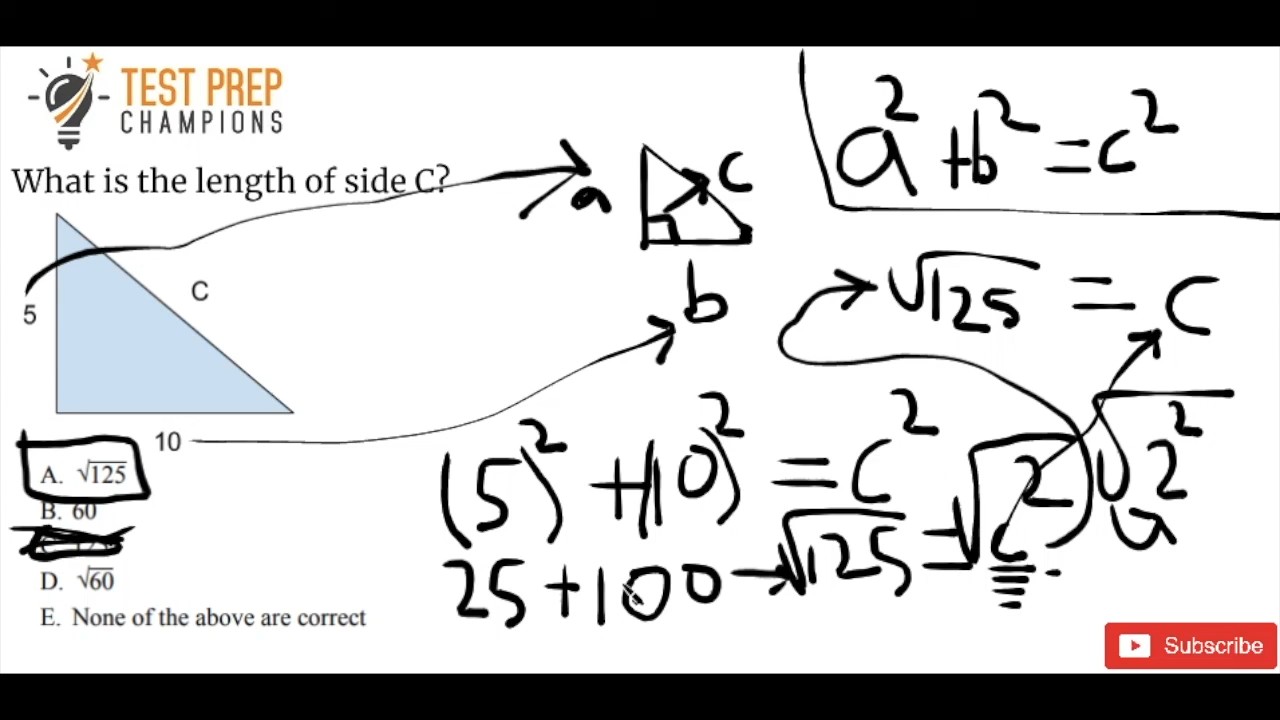 TEST PREP
CHAMPIONS
What is the length of side C?
5
C
10
A. √125
B. 60
D. √60
E. None of the above are correct
a
c
b
a² + b² = c²
√125 = C
(5)² + (10)² = C²
25 + 100 → √125 = √c²
√a²
Subscribe